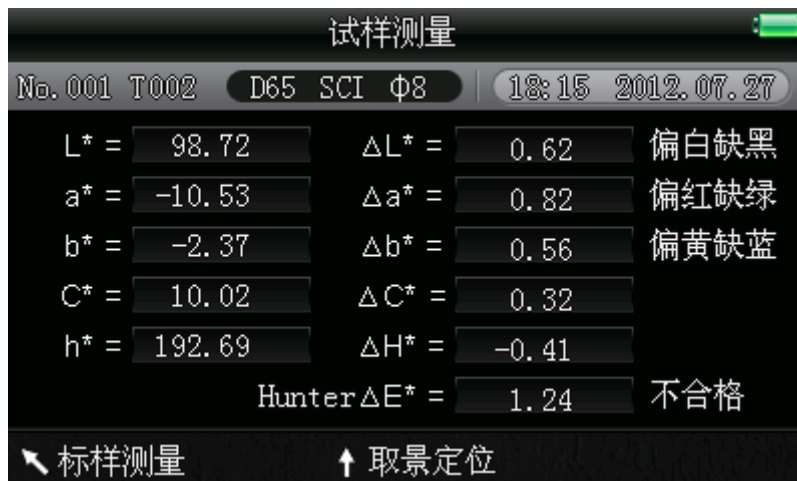 试样测量
No.001 T002 D65 SCI Φ8 18:15 2012.07.27
L* = 98.72 ΔL* = 0.62 偏白缺黑
a* = -10.53 Δa* = 0.82 偏红缺绿
b* = -2.37 Δb* = 0.56 偏黄缺蓝
C* = 10.02 ΔC* = 0.32
h* = 192.69 ΔH* = -0.41
HunterΔE* = 1.24 不合格
标样测量 取景定位